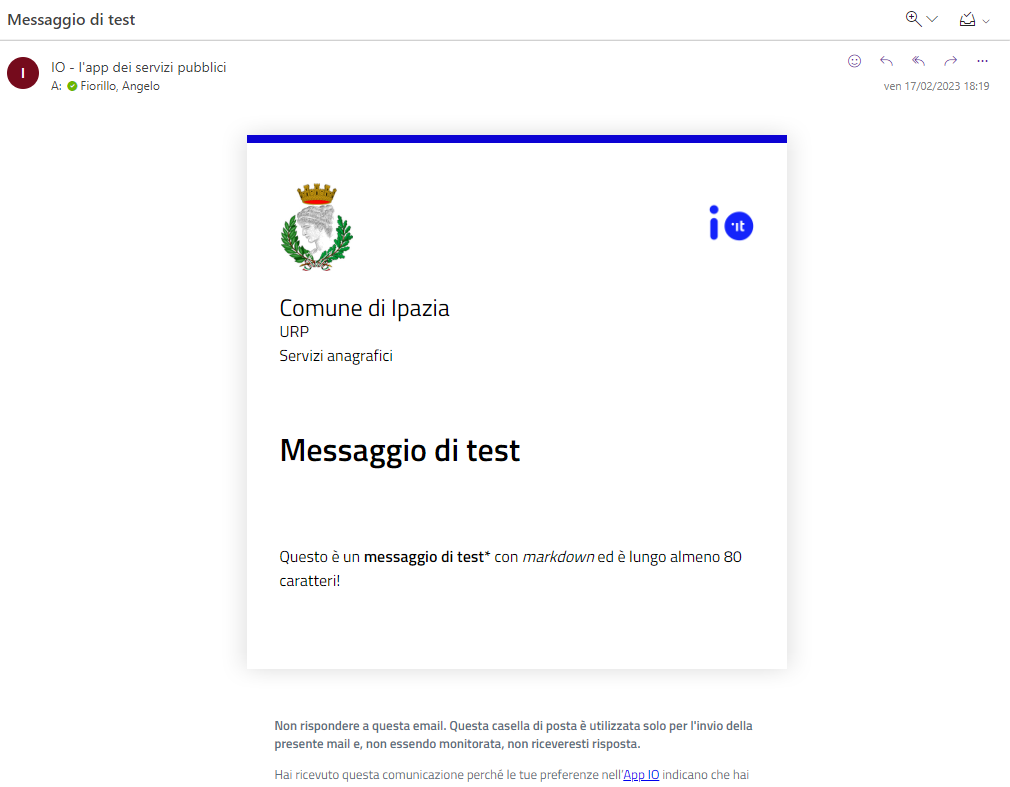 Messaggio di test
I
IO - l'app dei servizi pubblici
A: Fiorillo, Angelo
ven 17/02/2023 18:19
io it
Comune di Ipazia
URP
Servizi anagrafici
Messaggio di test
Questo è un messaggio di test* con markdown ed è lungo almeno 80
caratteri!
Non rispondere a questa email. Questa casella di posta è utilizzata solo per l'invio della
presente mail e, non essendo monitorata, non riceveresti risposta.
Hai ricevuto questa comunicazione perché le tue preferenze nell'App IO indicano che hai